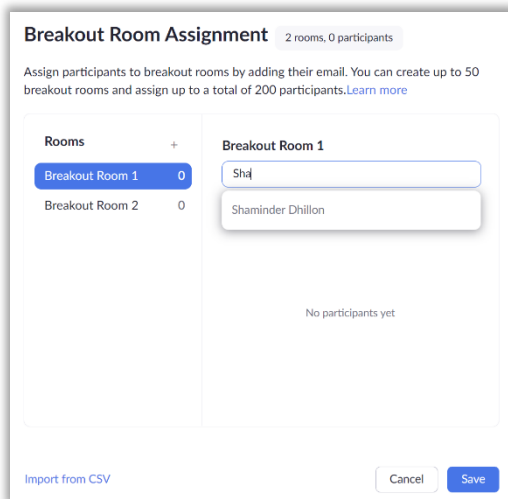 Breakout Room Assignment 2 rooms, 0 participants
Assign participants to breakout rooms by adding their email. You can create up to 50
breakout rooms and assign up to a total of 200 participants.Learn more
Rooms +
Breakout Room 1 0
Breakout Room 2 0
Breakout Room 1
Sha
Shaminder Dhillon
No participants yet
Import from CSV
Cancel
Save